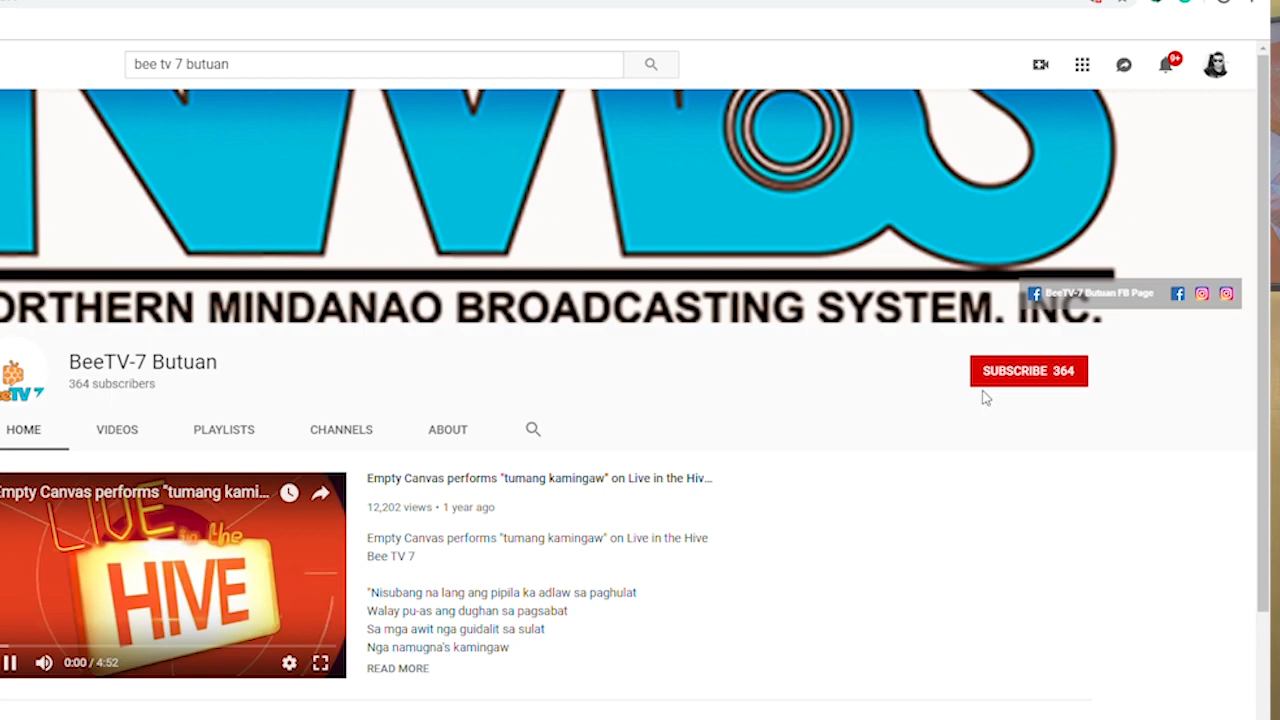 bee tv 7 butuan
9+
NMBS
ORTHERN MINDANAO BROADCASTING SYSTEM. INC.
BeeTV-7 Butuan FB Page
BeeTV-7 Butuan
364 subscribers
SUBSCRIBE 364
eeTV 7
HOME VIDEOS PLAYLISTS CHANNELS ABOUT
Empty Canvas performs "tumang kami...
LIVE in the
HIVE
0:00 / 4:52
Empty Canvas performs "tumang kamingaw" on Live in the Hiv...
12,202 views • 1 year ago
Empty Canvas performs "tumang kamingaw" on Live in the Hive
Bee TV 7
"Nisubang na lang ang pipila ka adlaw sa paghulat
Walay pu-as ang dughan sa pagsabat
Sa mga awit nga guidalit sa sulat
Nga namugna's kamingaw
READ MORE